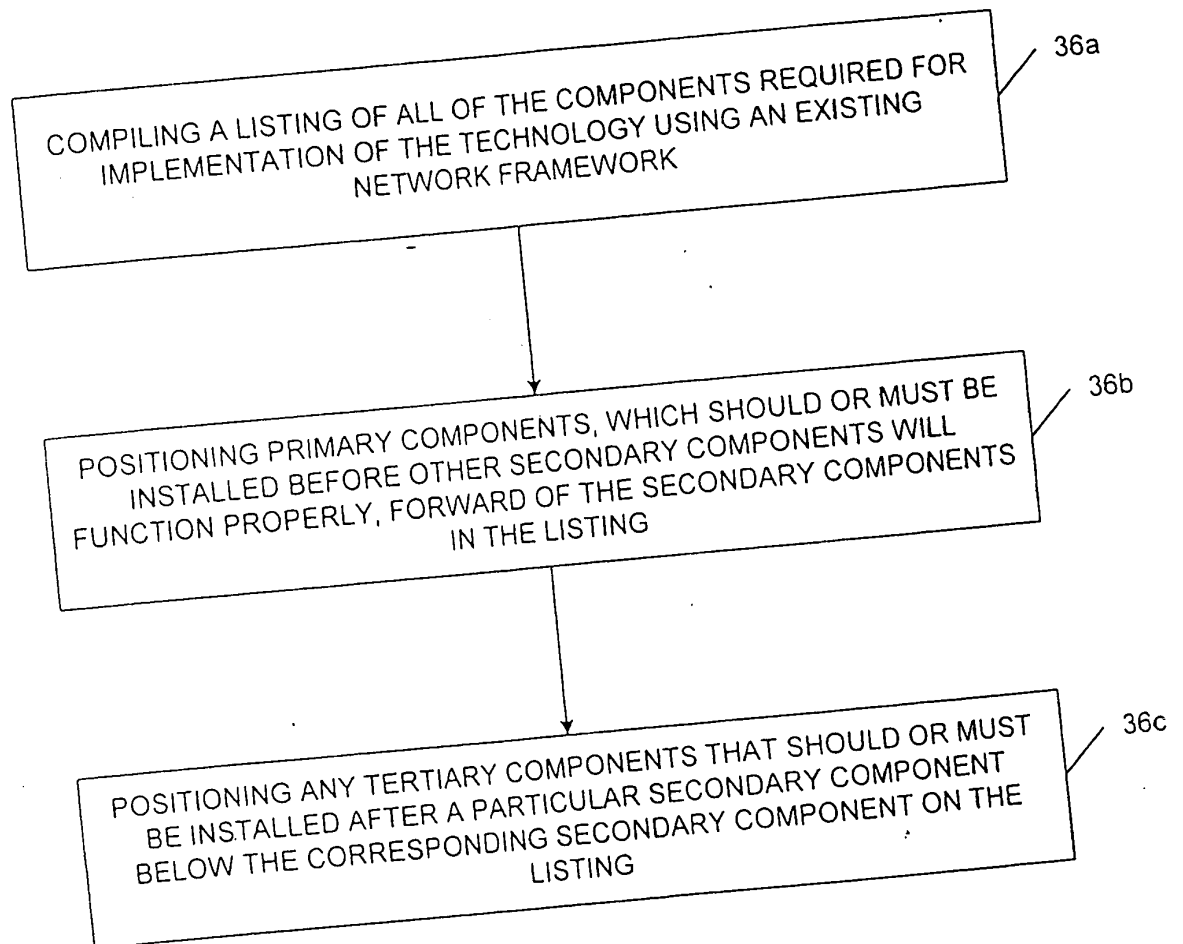 36a
COMPILING A LISTING OF ALL OF THE COMPONENTS REQUIRED FOR
IMPLEMENTATION OF THE TECHNOLOGY USING AN EXISTING
NETWORK FRAMEWORK
36b
POSITIONING PRIMARY COMPONENTS, WHICH SHOULD OR MUST BE
INSTALLED BEFORE OTHER SECONDARY COMPONENTS WILL
FUNCTION PROPERLY, FORWARD OF THE SECONDARY COMPONENTS
IN THE LISTING
36c
POSITIONING ANY TERTIARY COMPONENTS THAT SHOULD OR MUST
BE INSTALLED AFTER A PARTICULAR SECONDARY COMPONENT
BELOW THE CORRESPONDING SECONDARY COMPONENT ON THE
LISTING